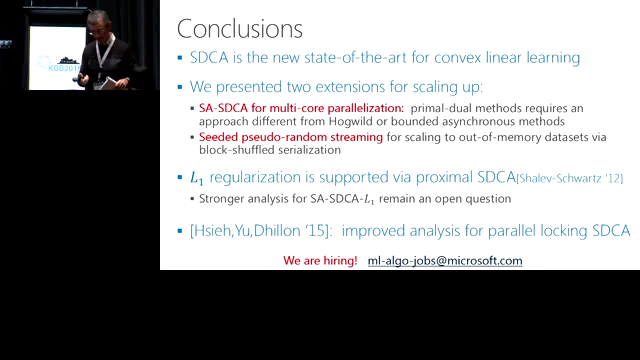 Conclusions
SDCA is the new state-of-the-art for convex linear learning
We presented two extensions for scaling up:
SA-SDCA for multi-core parallelization: primal-dual methods requires an
approach different from Hogwild or bounded asynchronous methods
Seeded pseudo-random streaming for scaling to out-of-memory datasets via
block-shuffled serialization
L₁ regularization is supported via proximal SDCA[Shalev-Schwartz '12]
Stronger analysis for SA-SDCA-L₁ remain an open question
[Hsieh,Yu,Dhillon '15]: improved analysis for parallel locking SDCA
We are hiring! ml-algo-jobs@microsoft.com
KDD2015